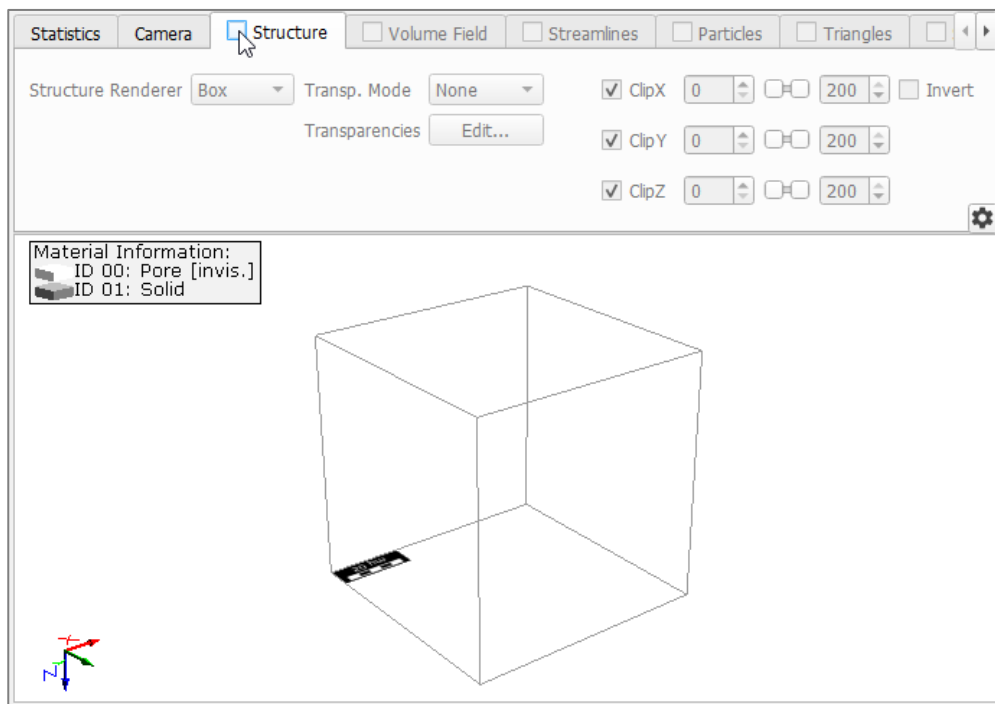 Statistics Camera Structure Volume Field Streamlines Particles Triangles
Structure Renderer Box Transp. Mode None ClipX 0 200 Invert
Transparencies Edit... ClipY 0 200
ClipZ 0 200
Material Information:
ID 00: Pore [invis.]
ID 01: Solid
X
Z